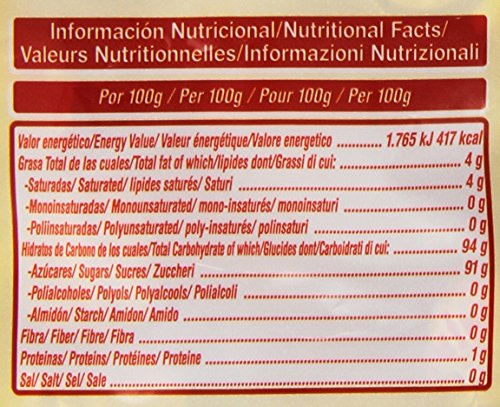 Información Nutricional/Nutritional Facts/
Valeurs Nutritionnelles/Informazioni Nutrizionali
Por 100g / Per 100g / Pour 100g / Per 100g
Valor energético/Energy Value/ Valeur énergétique/Valore energetico ........... 1.765 kJ 417 kcal
Grasa Total de las cuales/Total fat of which/lipides dont/Grassi di cui: ........... 4 g
-Saturadas/ Saturated/ lipides saturés/ Saturi ........... 4 g
-Monoinsaturadas/ Monounsaturated/ mono-insaturés/ monoinsaturi ........... 0 g
-Poliinsaturadas/ Polyunsaturated/ poly-insaturés/ polinsaturi ........... 0 g
Hidratos de Carbono de los cuales/Total Carbohydrate of which/Glucides dont/Carboidrati di cui: ........... 94 g
-Azúcares/ Sugars/ Sucres/ Zuccheri ........... 91 g
-Polialcoholes/ Polyols/ Polyalcools/ Polialcoli ........... 0 g
-Almidón/ Starch/ Amidon/ Amido ........... 0 g
Fibra/ Fiber/ Fibre/ Fibra ........... 0 g
Proteinas/ Proteins/ Protéines/ Proteine ........... 1 g
Sal/ Salt/ Sel/ Sale ........... 0 g